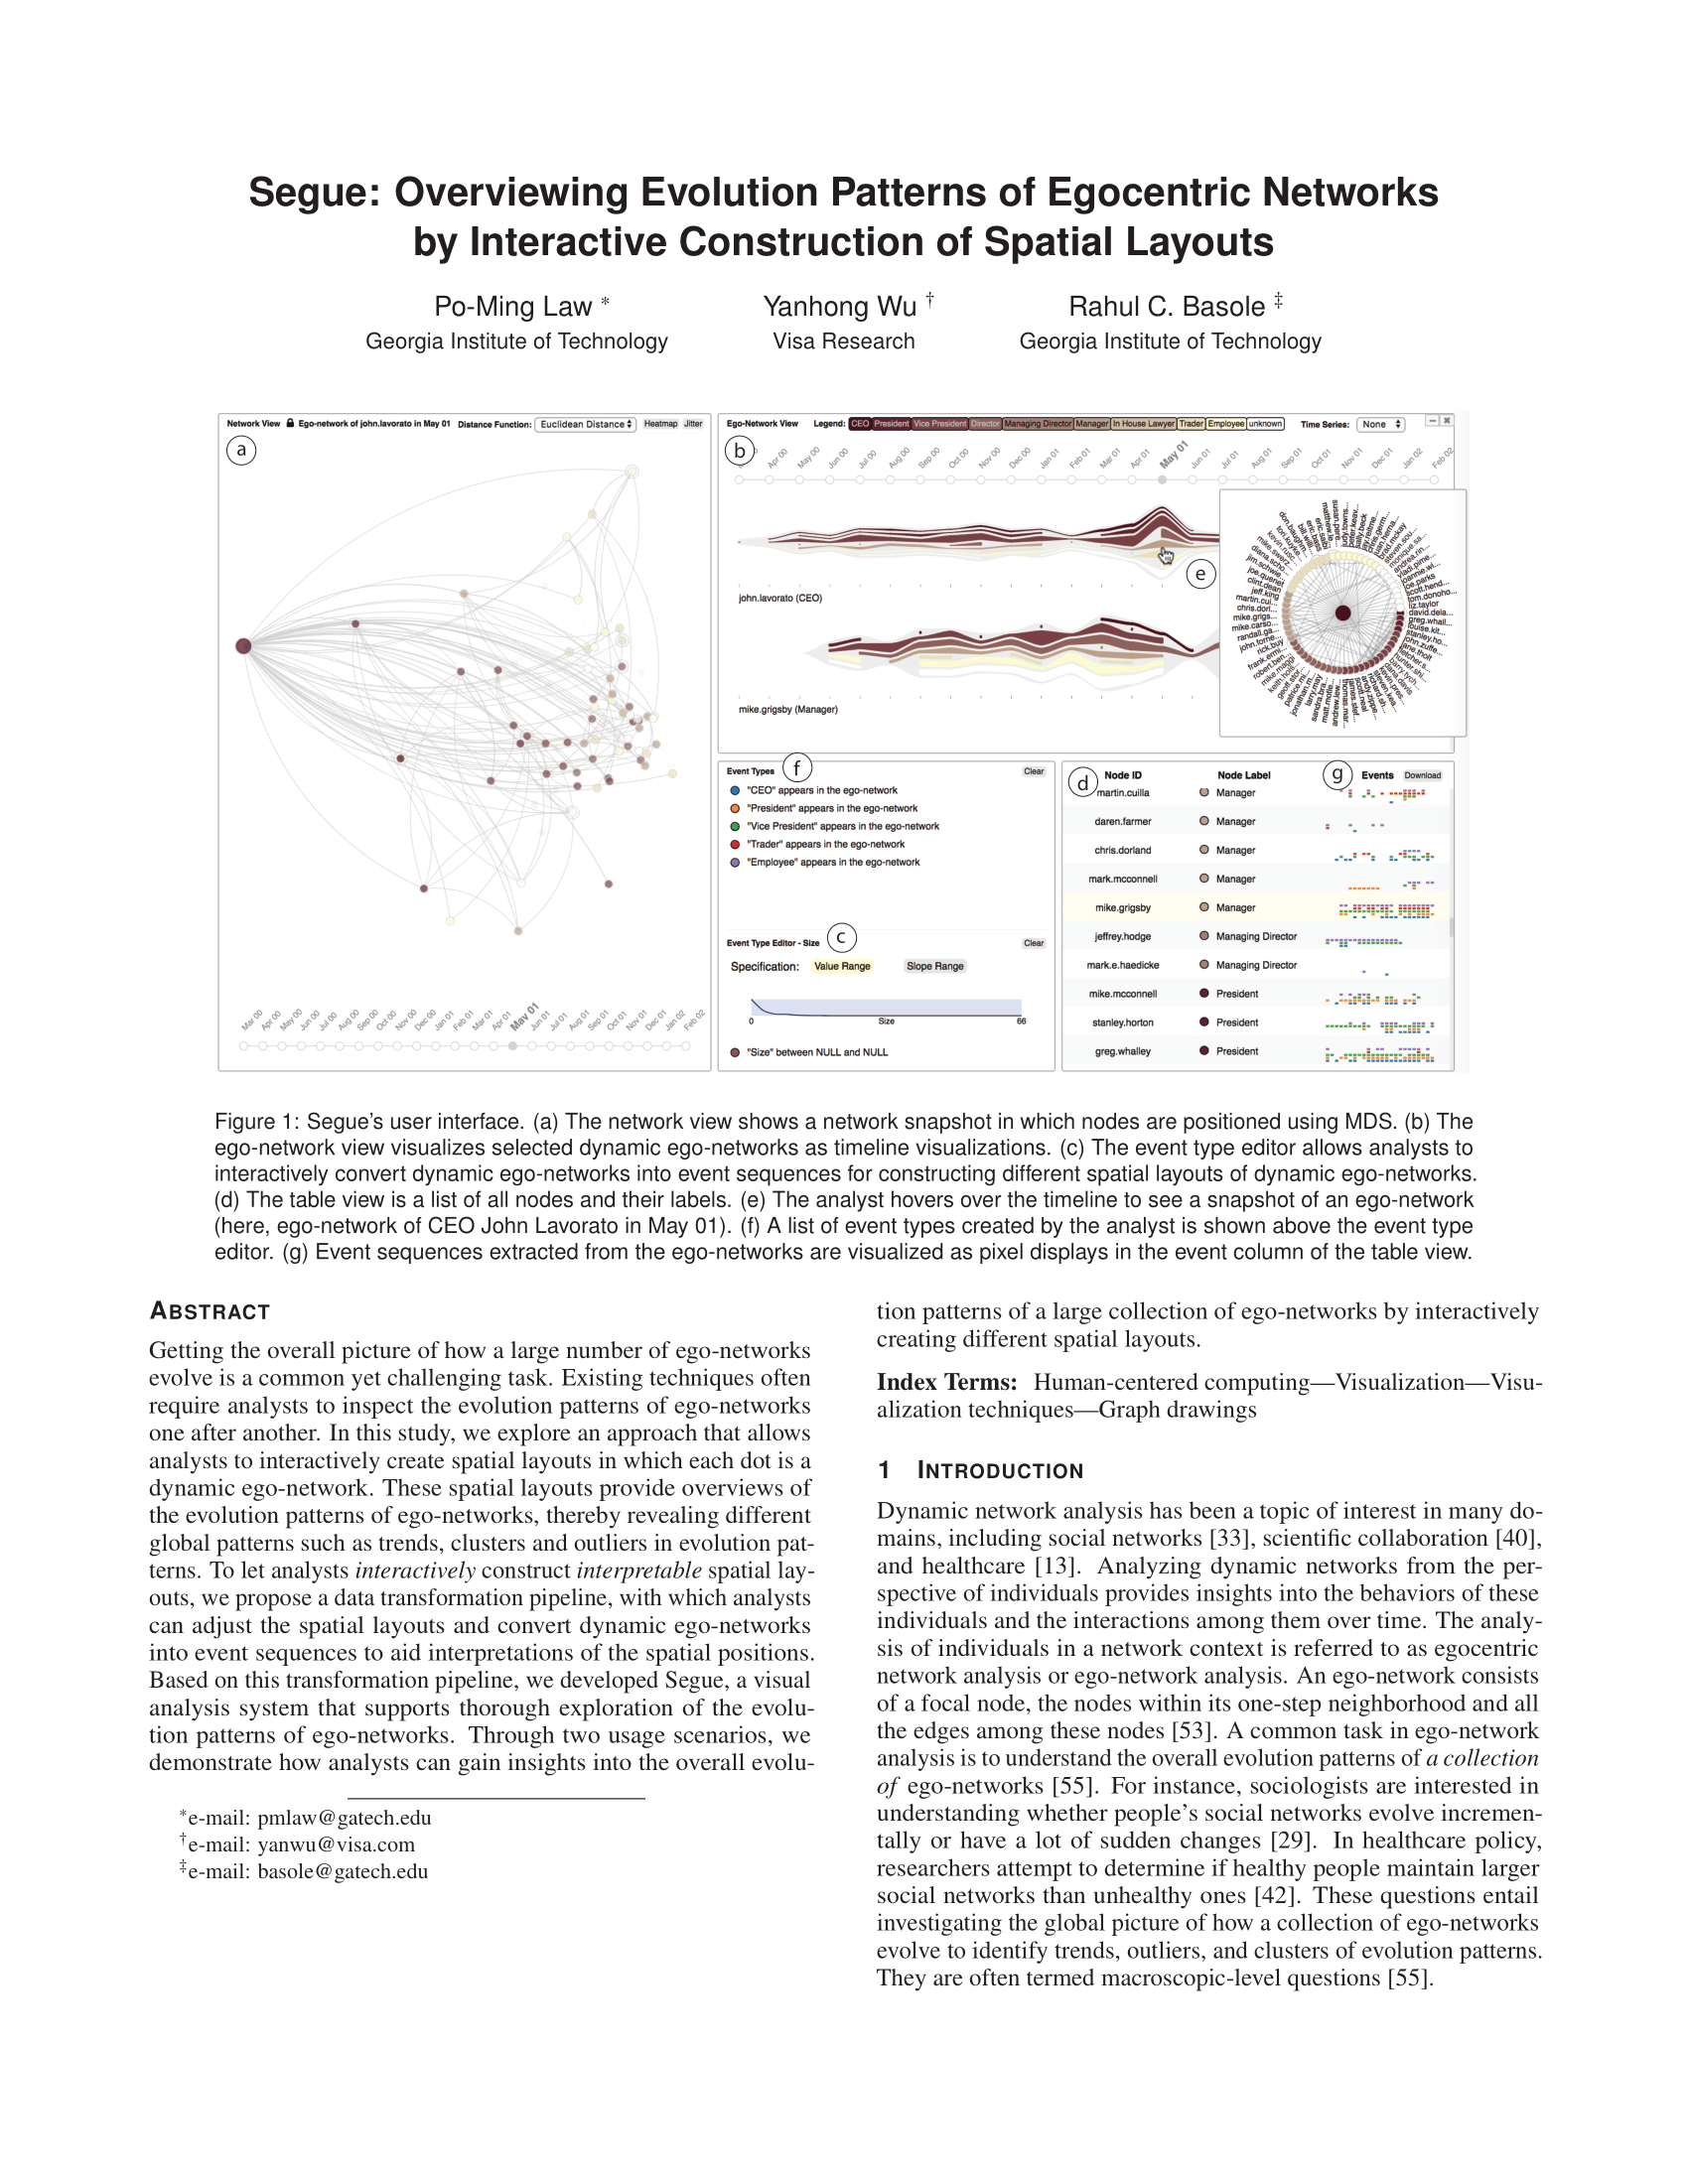 Segue: Overviewing Evolution Patterns of Egocentric Networks
by Interactive Construction of Spatial Layouts
Po-Ming Law *
Georgia Institute of Technology
Yanhong Wu †
Visa Research
Rahul C. Basole ‡
Georgia Institute of Technology
Network View Ego-network of john.lavorato in May 01 Distance Function: Euclidean Distance Heatmap Jitter
a
Mar 00 Apr 00 May 00 Jun 00 Jul 00 Aug 00 Sep 00 Oct 00 Nov 00 Dec 00 Jan 01 Feb 01 Mar 01 Apr 01 May 01 Jun 01 Jul 01 Aug 01 Sep 01 Oct 01 Nov 01 Dec 01 Jan 02 Feb 02
Ego-Network View Legend: CEO President Vice President Director Managing Director Manager In House Lawyer Trader Employee unknown Time Series: None
b
Apr 00 May 00 Jun 00 Jul 00 Aug 00 Sep 00 Oct 00 Nov 00 Dec 00 Jan 01 Feb 01 Mar 01 Apr 01 May 01 Jun 01 Jul 01 Aug 01 Sep 01 Oct 01 Nov 01 Dec 01 Jan 02 Feb 02
e
john.lavorato (CEO)
mike.grigsby (Manager)
Event Types f Clear
"CEO" appears in the ego-network
"President" appears in the ego-network
"Vice President" appears in the ego-network
"Trader" appears in the ego-network
"Employee" appears in the ego-network
Event Type Editor - Size c Clear
Specification: Value Range Slope Range
0 Size 66
"Size" between NULL and NULL
d Node ID Node Label g Events Download
martin.cuilla Manager
daren.farmer Manager
chris.dorland Manager
mark.mcconnell Manager
mike.grigsby Manager
jeffrey.hodge Managing Director
mark.e.haedicke Managing Director
mike.mcconnell President
stanley.horton President
greg.whalley President
Figure 1: Segue's user interface. (a) The network view shows a network snapshot in which nodes are positioned using MDS. (b) The
ego-network view visualizes selected dynamic ego-networks as timeline visualizations. (c) The event type editor allows analysts to
interactively convert dynamic ego-networks into event sequences for constructing different spatial layouts of dynamic ego-networks.
(d) The table view is a list of all nodes and their labels. (e) The analyst hovers over the timeline to see a snapshot of an ego-network
(here, ego-network of CEO John Lavorato in May 01). (f) A list of event types created by the analyst is shown above the event type
editor. (g) Event sequences extracted from the ego-networks are visualized as pixel displays in the event column of the table view.
ABSTRACT
Getting the overall picture of how a large number of ego-networks
evolve is a common yet challenging task. Existing techniques often
require analysts to inspect the evolution patterns of ego-networks
one after another. In this study, we explore an approach that allows
analysts to interactively create spatial layouts in which each dot is a
dynamic ego-network. These spatial layouts provide overviews of
the evolution patterns of ego-networks, thereby revealing different
global patterns such as trends, clusters and outliers in evolution pat-
terns. To let analysts interactively construct interpretable spatial lay-
outs, we propose a data transformation pipeline, with which analysts
can adjust the spatial layouts and convert dynamic ego-networks
into event sequences to aid interpretations of the spatial positions.
Based on this transformation pipeline, we developed Segue, a visual
analysis system that supports thorough exploration of the evolu-
tion patterns of ego-networks. Through two usage scenarios, we
demonstrate how analysts can gain insights into the overall evolu-
*e-mail: pmlaw@gatech.edu
†e-mail: yanwu@visa.com
‡e-mail: basole@gatech.edu
tion patterns of a large collection of ego-networks by interactively
creating different spatial layouts.
Index Terms: Human-centered computing—Visualization—Visu-
alization techniques—Graph drawings
1 INTRODUCTION
Dynamic network analysis has been a topic of interest in many do-
mains, including social networks [33], scientific collaboration [40],
and healthcare [13]. Analyzing dynamic networks from the per-
spective of individuals provides insights into the behaviors of these
individuals and the interactions among them over time. The analy-
sis of individuals in a network context is referred to as egocentric
network analysis or ego-network analysis. An ego-network consists
of a focal node, the nodes within its one-step neighborhood and all
the edges among these nodes [53]. A common task in ego-network
analysis is to understand the overall evolution patterns of a collection
of ego-networks [55]. For instance, sociologists are interested in
understanding whether people's social networks evolve incremen-
tally or have a lot of sudden changes [29]. In healthcare policy,
researchers attempt to determine if healthy people maintain larger
social networks than unhealthy ones [42]. These questions entail
investigating the global picture of how a collection of ego-networks
evolve to identify trends, outliers, and clusters of evolution patterns.
They are often termed macroscopic-level questions [55].